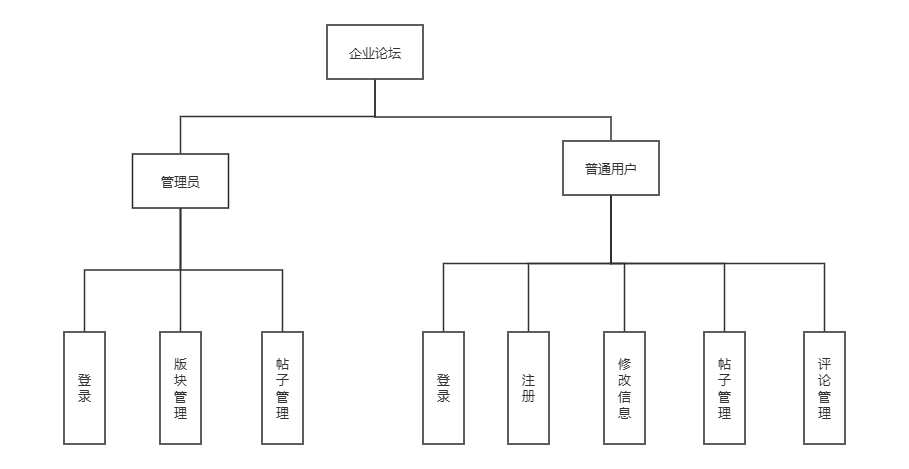 企业论坛
管理员
普通用户
登录
版块管理
帖子管理
登录
注册
修改信息
帖子管理
评论管理